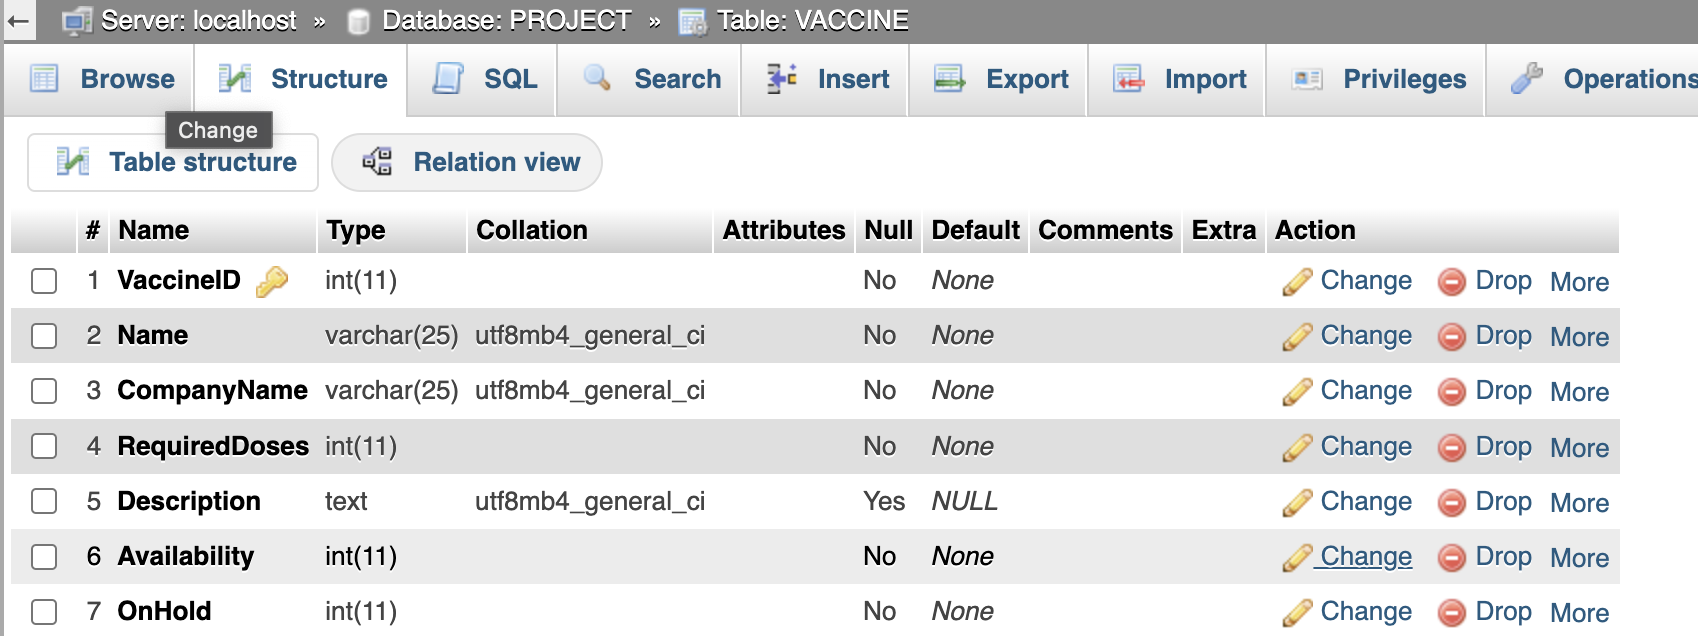 ← Server: localhost » Database: PROJECT » Table: VACCINE
Browse Structure SQL Search Insert Export Import Privileges Operations
Change
Table structure Relation view
# Name Type Collation Attributes Null Default Comments Extra Action
1 VaccineID int(11) No None Change Drop More
2 Name varchar(25) utf8mb4_general_ci No None Change Drop More
3 CompanyName varchar(25) utf8mb4_general_ci No None Change Drop More
4 RequiredDoses int(11) No None Change Drop More
5 Description text utf8mb4_general_ci Yes NULL Change Drop More
6 Availability int(11) No None Change Drop More
7 OnHold int(11) No None Change Drop More